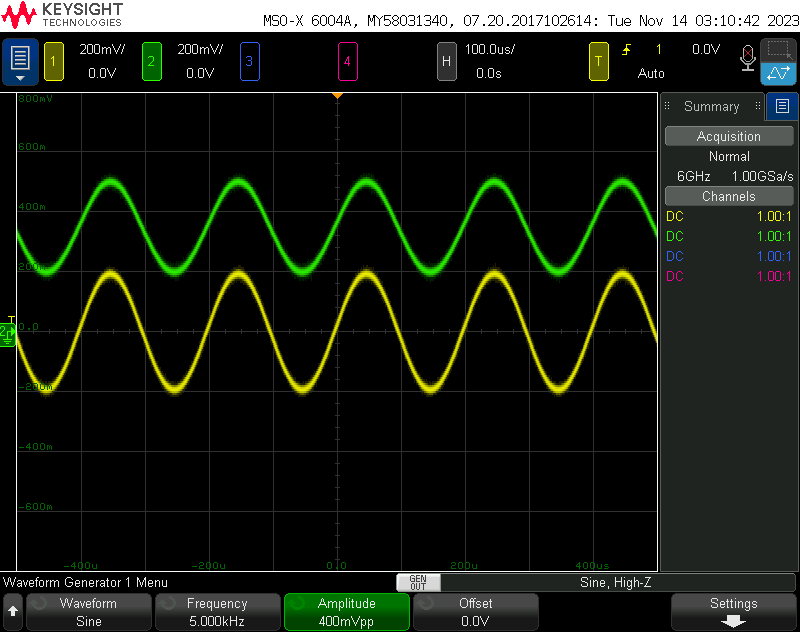 KEYSIGHT
TECHNOLOGIES
MSO-X 6004A, MY58031340, 07.20.2017102614: Tue Nov 14 03:10:42 2023
1 200mV/ 0.0V
2 200mV/ 0.0V
3
4
H 100.0us/ 0.0s
T 1 0.0V
Auto
Summary
Acquisition
Normal
6GHz 1.00GSa/s
Channels
DC 1.00:1
DC 1.00:1
DC 1.00:1
DC 1.00:1
800mV
600m
400m
200m
T
2 0.0
-200m
-400m
-600m
-400u -200u 0.0 200u 400us
Waveform Generator 1 Menu
GEN OUT
Sine, High-Z
Waveform
Sine
Frequency
5.000kHz
Amplitude
400mVpp
Offset
0.0V
Settings